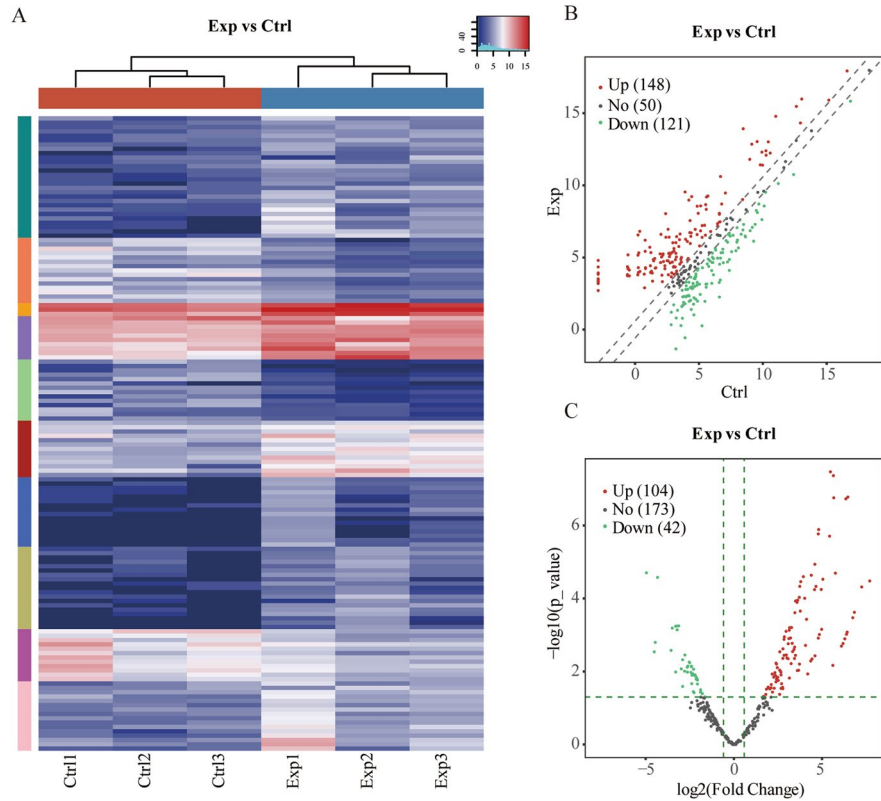 A
Exp vs Ctrl
0 40
0 5 10 15
Ctrl1 Ctrl2 Ctrl3 Exp1 Exp2 Exp3
B
Exp vs Ctrl
Up (148)
No (50)
Down (121)
15
10
5
0
Exp
0 5 10 15
Ctrl
C
Exp vs Ctrl
Up (104)
No (173)
Down (42)
6
4
2
0
−log10(p_value)
−5 0 5
log2(Fold Change)